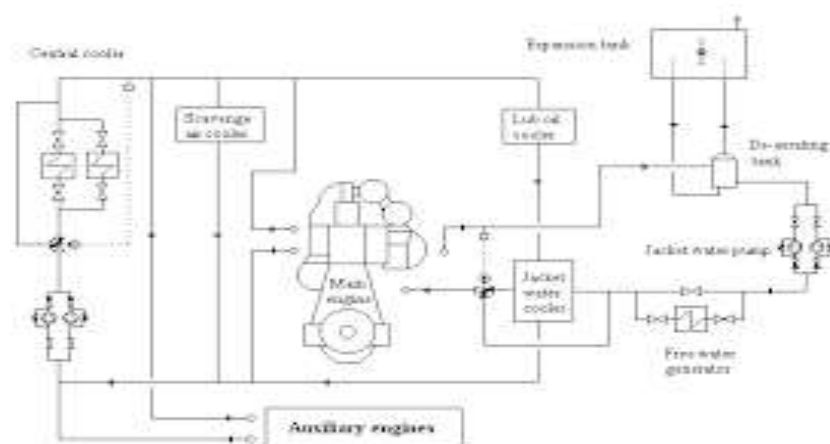 Central cooler
Expansion tank
Scavenge
air cooler
Lub oil
cooler
De-aerating
tank
Jacket water pump
Main
engine
Jacket
water
cooler
Fres water
generator
Auxiliary engines